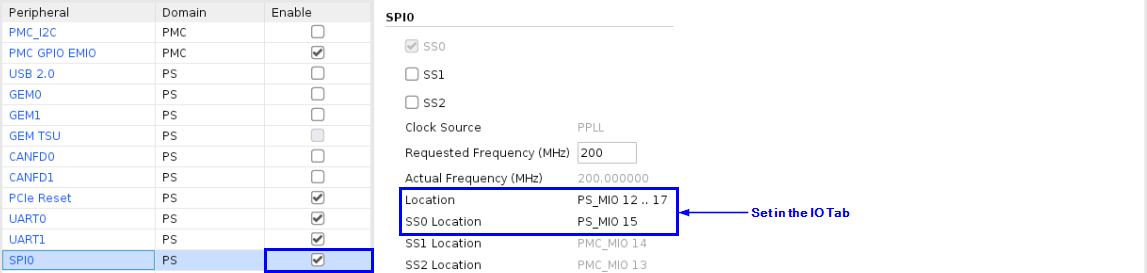 Peripheral Domain Enable
PMC_I2C PMC
PMC GPIO EMIO PMC
USB 2.0 PS
GEM0 PS
GEM1 PS
GEM TSU PS
CANFD0 PS
CANFD1 PS
PCIe Reset PS
UART0 PS
UART1 PS
SPI0 PS
SPI0
SS0
SS1
SS2
Clock Source PPLL
Requested Frequency (MHz) 200
Actual Frequency (MHz) 200.000000
Location PS_MIO 12 .. 17
SS0 Location PS_MIO 15
SS1 Location PMC_MIO 14
SS2 Location PMC_MIO 13
Set in the IO Tab